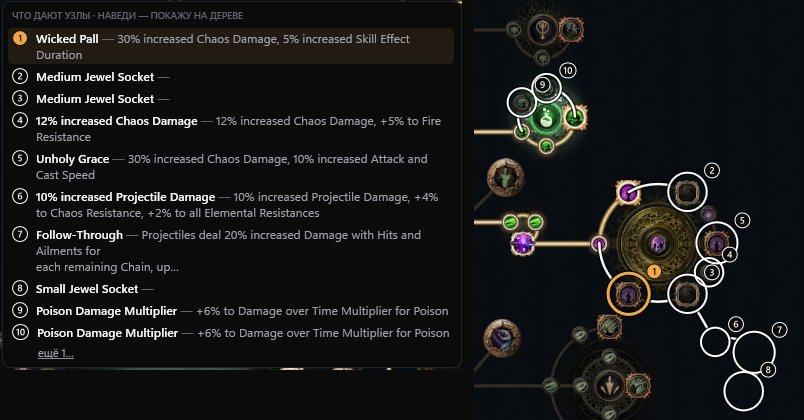 ЧТО ДАЮТ УЗЛЫ · НАВЕДИ — ПОКАЖУ НА ДЕРЕВЕ
1 Wicked Pall — 30% increased Chaos Damage, 5% increased Skill Effect
Duration
2 Medium Jewel Socket —
3 Medium Jewel Socket —
4 12% increased Chaos Damage — 12% increased Chaos Damage, +5% to Fire
Resistance
5 Unholy Grace — 30% increased Chaos Damage, 10% increased Attack and
Cast Speed
6 10% increased Projectile Damage — 10% increased Projectile Damage, +4%
to Chaos Resistance, +2% to all Elemental Resistances
7 Follow-Through — Projectiles deal 20% increased Damage with Hits and
Ailments for
each remaining Chain, up...
8 Small Jewel Socket —
9 Poison Damage Multiplier — +6% to Damage over Time Multiplier for Poison
10 Poison Damage Multiplier — +6% to Damage over Time Multiplier for Poison
ещё 1...
10
9
2
5
4
3
1
6
7
8